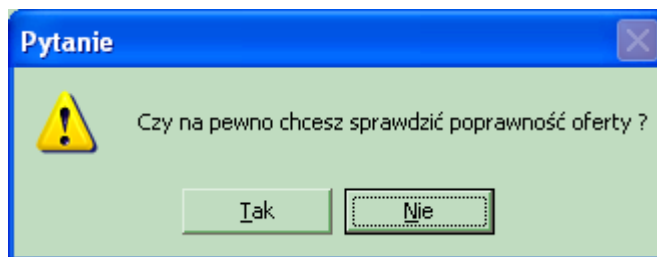 Pytanie
Czy na pewno chcesz sprawdzić poprawność oferty ?
Tak
Nie